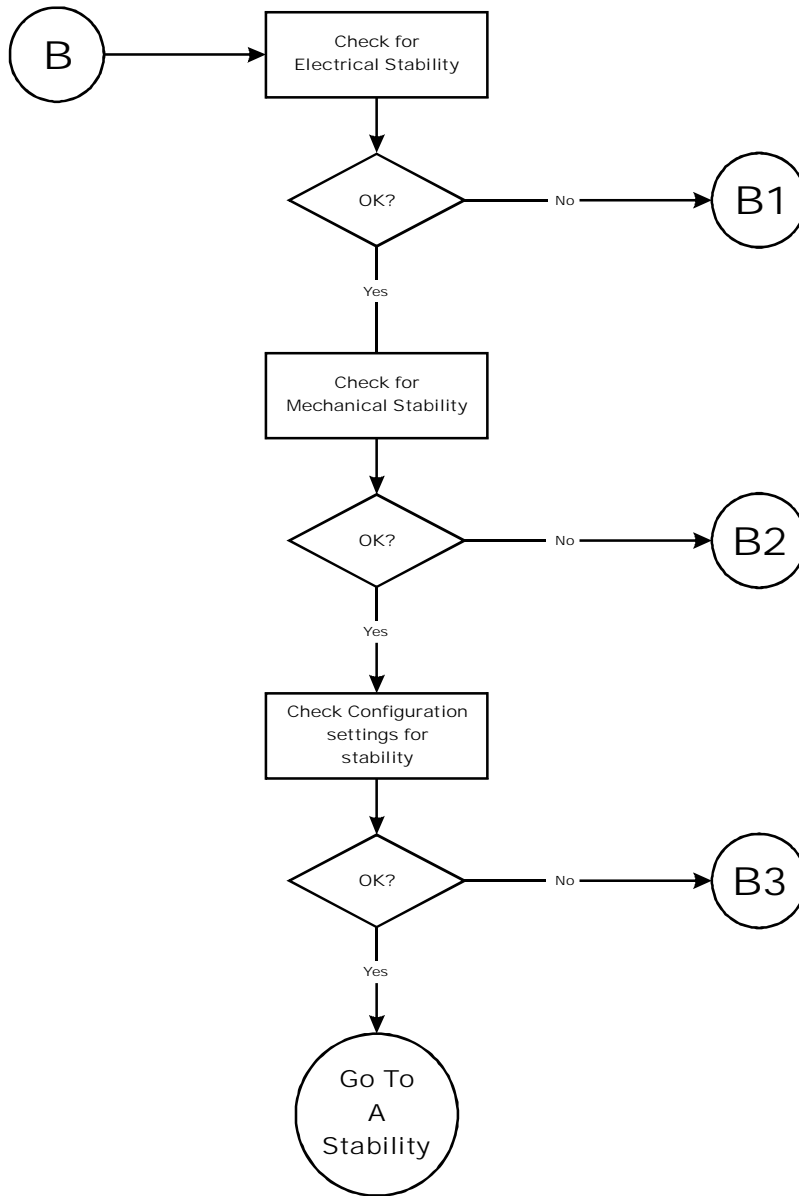 B
Check for
Electrical Stability
OK?
No
B1
Yes
Check for
Mechanical Stability
OK?
No
B2
Yes
Check Configuration
settings for
stability
OK?
No
B3
Yes
Go To
A
Stability